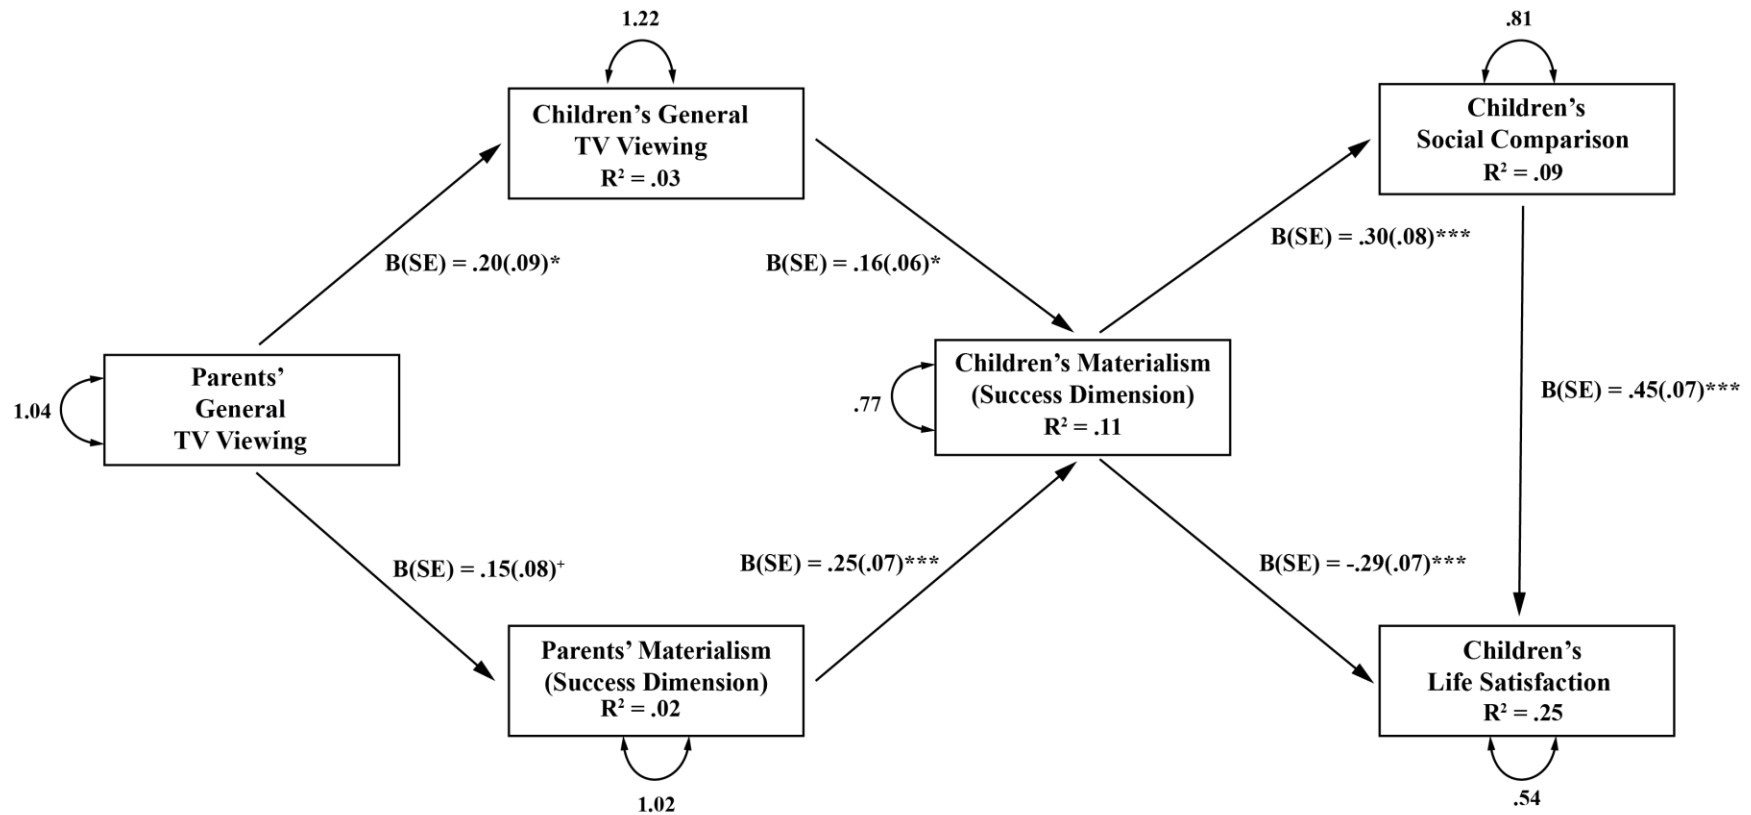 1.22
Children’s General
TV Viewing
R² = .03
.81
Children’s
Social Comparison
R² = .09
B(SE) = .20(.09)*
B(SE) = .16(.06)*
B(SE) = .30(.08)***
1.04
Parents’
General
TV Viewing
.77
Children’s Materialism
(Success Dimension)
R² = .11
B(SE) = .45(.07)***
B(SE) = .15(.08)⁺
B(SE) = .25(.07)***
B(SE) = -.29(.07)***
Parents’ Materialism
(Success Dimension)
R² = .02
1.02
Children’s
Life Satisfaction
R² = .25
.54